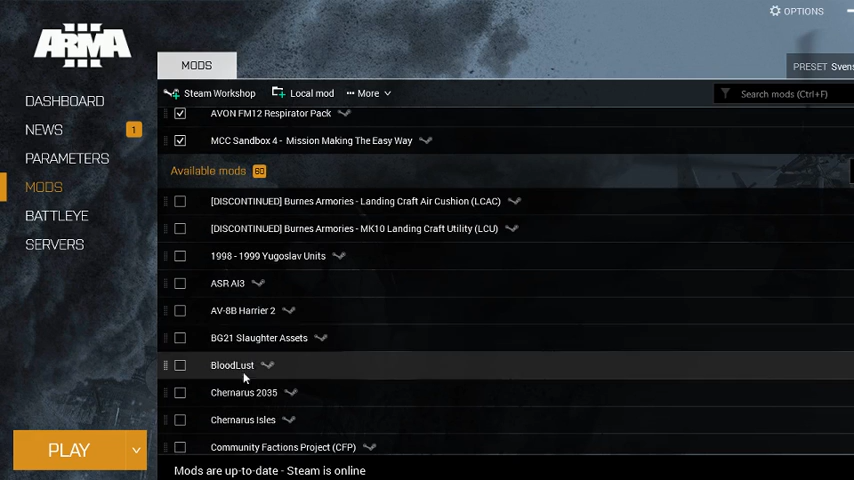 OPTIONS
ARMA III
MODS
PRESET Svens
Steam Workshop
Local mod
More
Search mods (Ctrl+F)
DASHBOARD
NEWS 1
PARAMETERS
MODS
BATTLEYE
SERVERS
AVON FM12 Respirator Pack
MCC Sandbox 4 - Mission Making The Easy Way
Available mods 60
[DISCONTINUED] Burnes Armories - Landing Craft Air Cushion (LCAC)
[DISCONTINUED] Burnes Armories - MK10 Landing Craft Utility (LCU)
1998 - 1999 Yugoslav Units
ASR AI3
AV-8B Harrier 2
BG21 Slaughter Assets
BloodLust
Chernarus 2035
Chernarus Isles
Community Factions Project (CFP)
PLAY
Mods are up-to-date - Steam is online